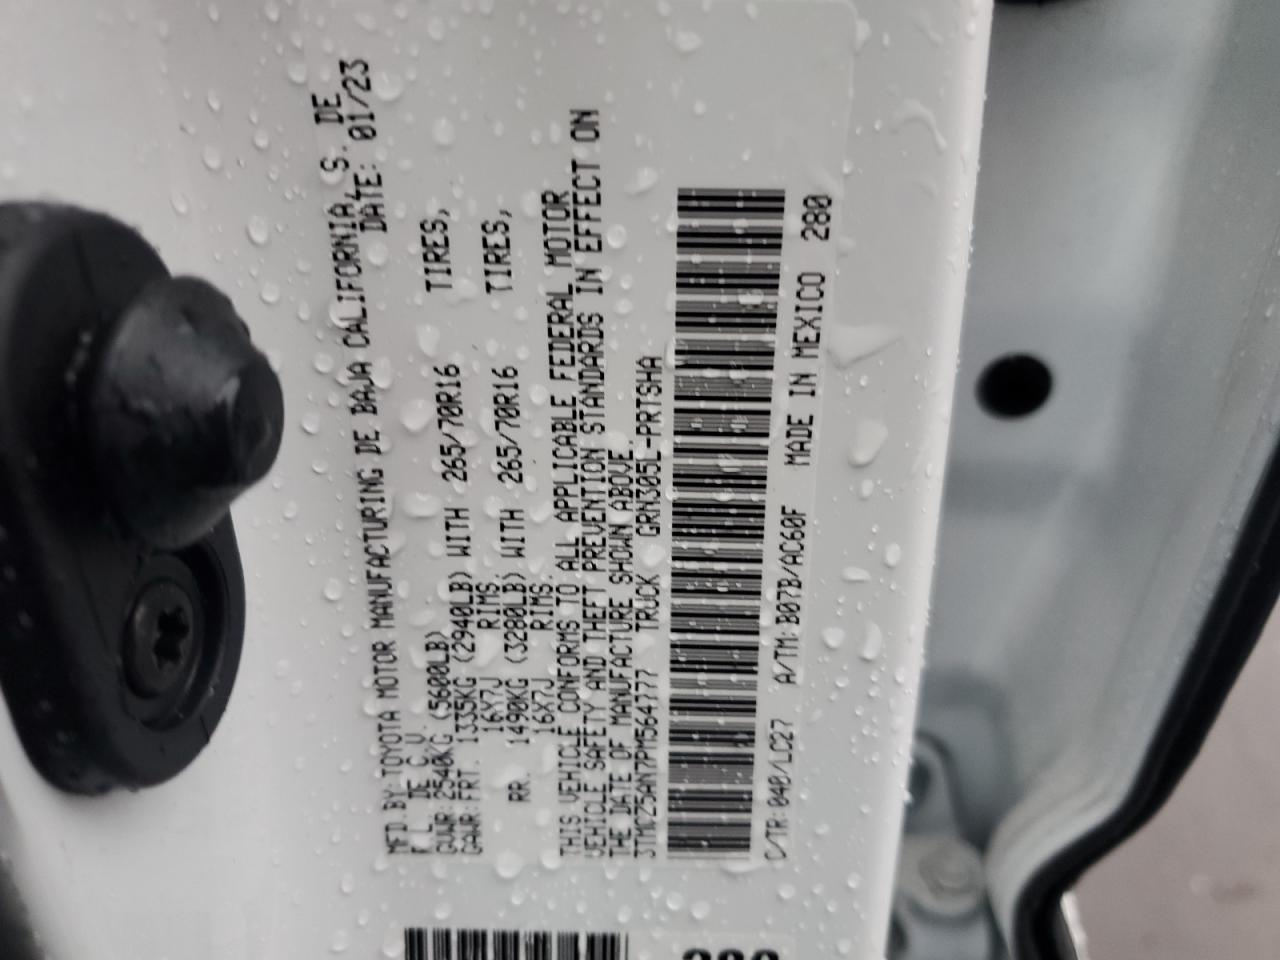 MFD.BY:TOYOTA MOTOR MANUFACTURING DE BAJA CALIFORNIA, S. DE
R.L. DE C.V. DATE: 01/23
GVWR:2540KG (5600LB)
GAWR:FRT. 1335KG (2940LB) WITH 265/70R16 TIRES,
16X7J RIMS.
RR. 1490KG (3280LB) WITH 265/70R16 TIRES,
16X7J RIMS.
THIS VEHICLE CONFORMS TO ALL APPLICABLE FEDERAL MOTOR
VEHICLE SAFETY AND THEFT PREVENTION STANDARDS IN EFFECT ON
THE DATE OF MANUFACTURE SHOWN ABOVE.
3TMCZ5AN7PM564777 TRUCK GRN305L-PRTSHA
C/TR:040/LC27 A/TM:B07B/AC60F MADE IN MEXICO 280